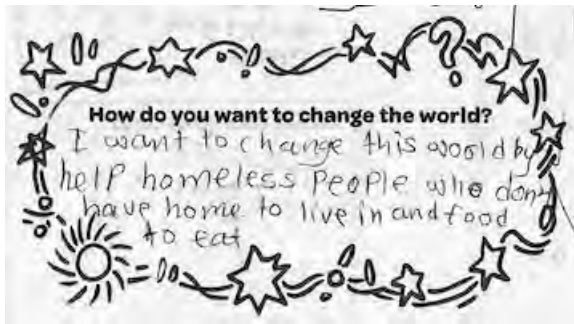 How do you want to change the world?
I want to change this world by
help homeless people who dont
have home to live in and food
to eat